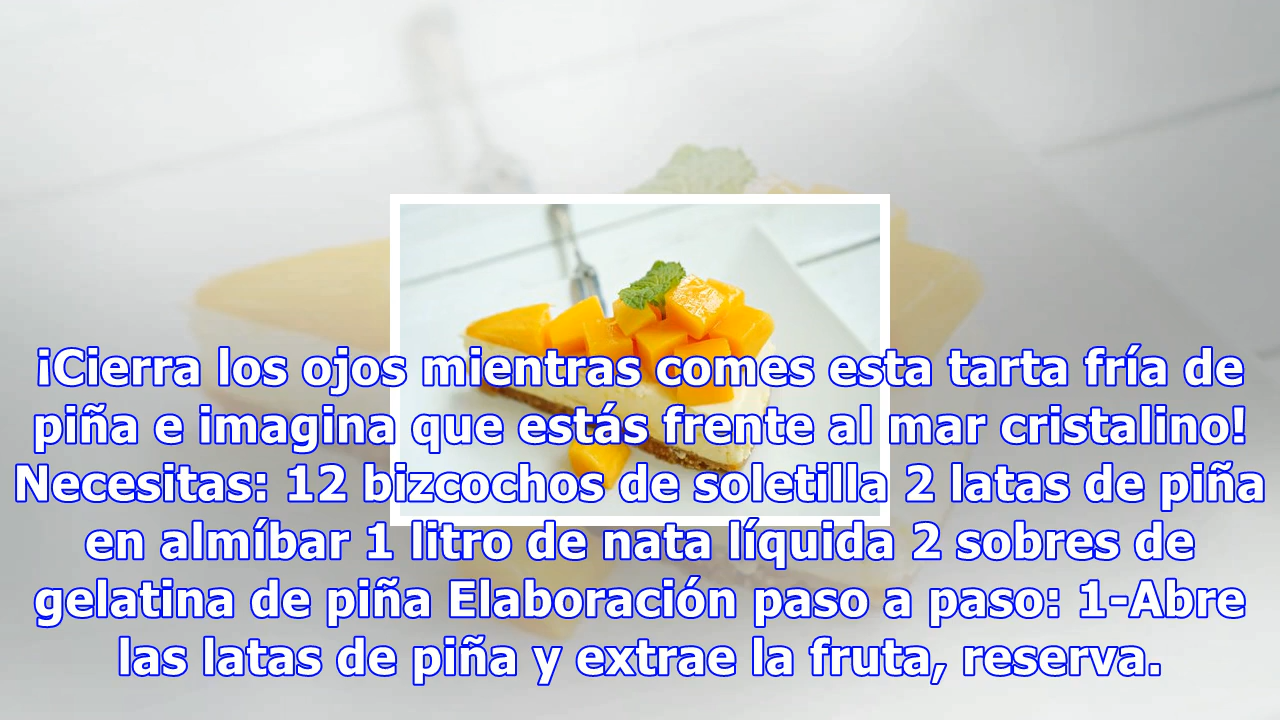 ¡Cierra los ojos mientras comes esta tarta fría de
piña e imagina que estás frente al mar cristalino!
Necesitas: 12 bizcochos de soletilla 2 latas de piña
en almíbar 1 litro de nata líquida 2 sobres de
gelatina de piña Elaboración paso a paso: 1-Abre
las latas de piña y extrae la fruta, reserva.